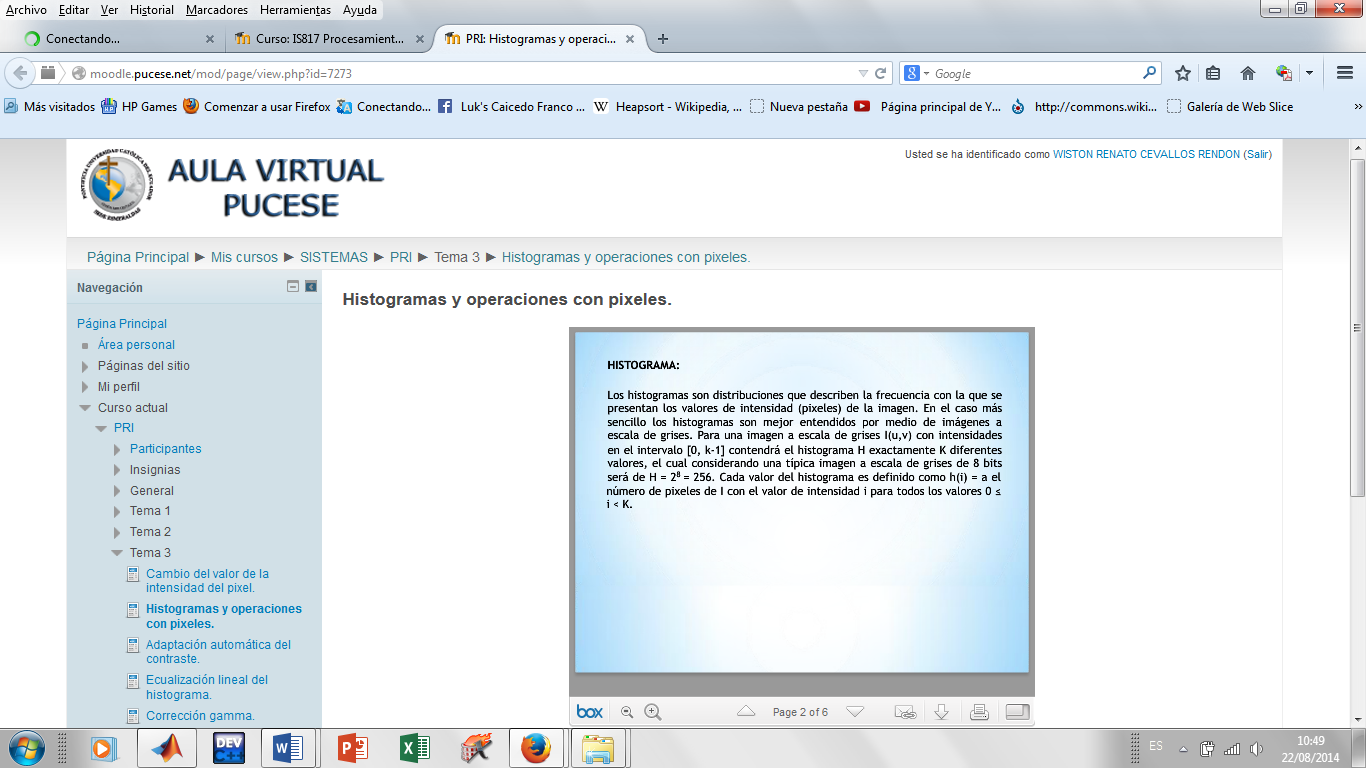 Archivo Editar Ver Historial Marcadores Herramientas Ayuda
Conectando...
Curso: IS817 Procesamient...
PRI: Histogramas y operaci...
moodle.pucese.net/mod/page/view.php?id=7273
Google
Más visitados
HP Games
Comenzar a usar Firefox
Conectando...
Luk's Caicedo Franco ...
Heapsort - Wikipedia, ...
Nueva pestaña
Página principal de Y...
http://commons.wiki...
Galería de Web Slice
»
AULA VIRTUAL
PUCESE
Usted se ha identificado como WISTON RENATO CEVALLOS RENDON (Salir)
Página Principal ► Mis cursos ► SISTEMAS ► PRI ► Tema 3 ► Histogramas y operaciones con pixeles.
Navegación
Página Principal
Área personal
Páginas del sitio
Mi perfil
Curso actual
PRI
Participantes
Insignias
General
Tema 1
Tema 2
Tema 3
Cambio del valor de la
intensidad del pixel.
Histogramas y operaciones
con pixeles.
Adaptación automática del
contraste.
Ecualización lineal del
histograma.
Corrección gamma.
Histogramas y operaciones con pixeles.
HISTOGRAMA:
Los histogramas son distribuciones que describen la frecuencia con la que se
presentan los valores de intensidad (pixeles) de la imagen. En el caso más
sencillo los histogramas son mejor entendidos por medio de imágenes a
escala de grises. Para una imagen a escala de grises I(u,v) con intensidades
en el intervalo [0, k-1] contendrá el histograma H exactamente K diferentes
valores, el cual considerando una típica imagen a escala de grises de 8 bits
será de H = 2⁸ = 256. Cada valor del histograma es definido como h(i) = a el
número de pixeles de I con el valor de intensidad i para todos los valores 0 ≤
i < K.
box
Page 2 of 6
DEV
C++
ES
10:49
22/08/2014